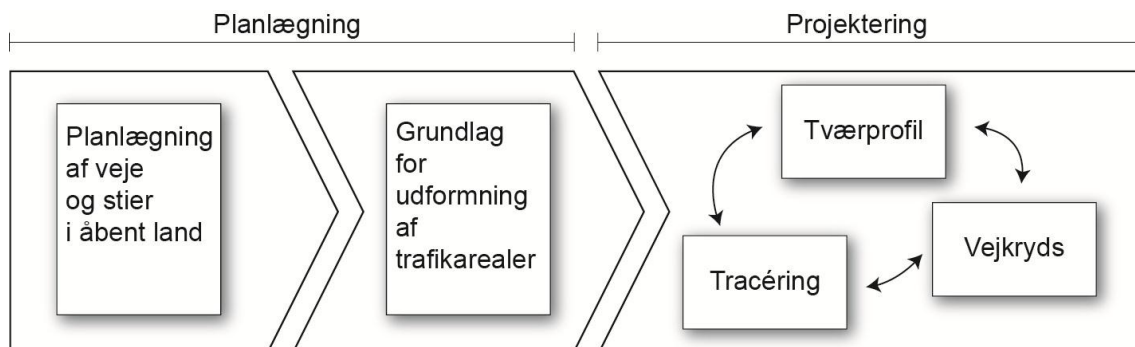 Planlægning
Projektering
Planlægning
af veje
og stier
i åbent land
Grundlag
for
udformning
af
trafikarealer
Tværprofil
Vejkryds
Tracéring